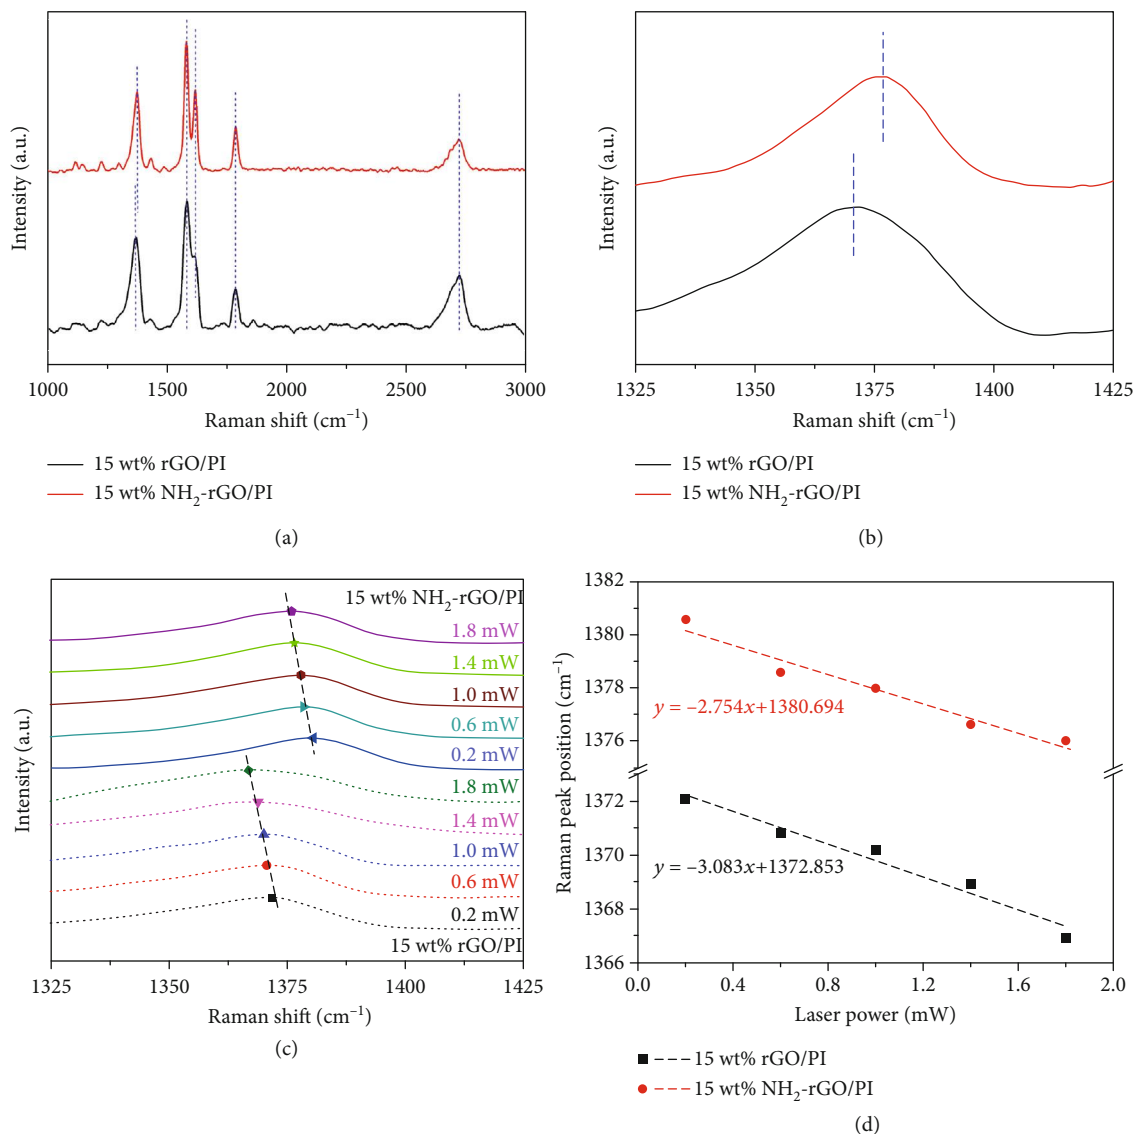 Intensity (a.u.)
1000 1500 2000 2500 3000
Raman shift (cm⁻¹)
15 wt% rGO/PI
15 wt% NH₂-rGO/PI
(a)
Intensity (a.u.)
1325 1350 1375 1400 1425
Raman shift (cm⁻¹)
15 wt% rGO/PI
15 wt% NH₂-rGO/PI
(b)
Intensity (a.u.)
15 wt% NH₂-rGO/PI
1.8 mW
1.4 mW
1.0 mW
0.6 mW
0.2 mW
1.8 mW
1.4 mW
1.0 mW
0.6 mW
0.2 mW
15 wt% rGO/PI
1325 1350 1375 1400 1425
Raman shift (cm⁻¹)
(c)
Raman peak position (cm⁻¹)
1382
1380
1378
1376
1372
1370
1368
1366
y = −2.754x+1380.694
y = −3.083x+1372.853
0.0 0.4 0.8 1.2 1.6 2.0
Laser power (mW)
15 wt% rGO/PI
15 wt% NH₂-rGO/PI
(d)